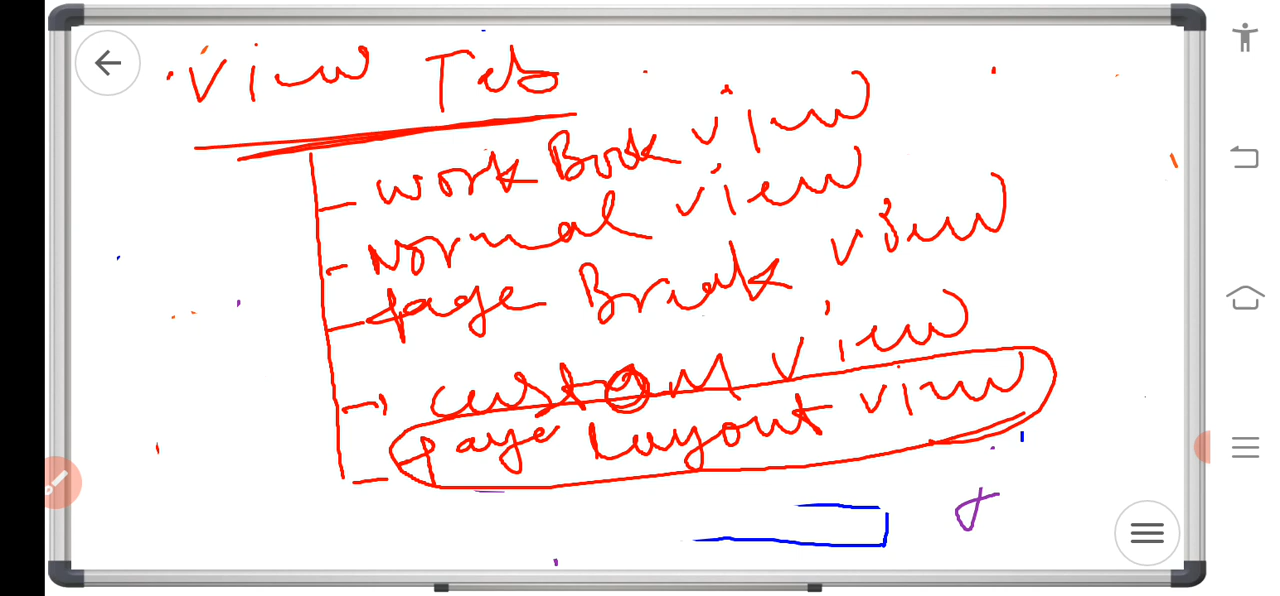 View Tab
work Book view
Normal view
page Break view
custom view
page Layout view